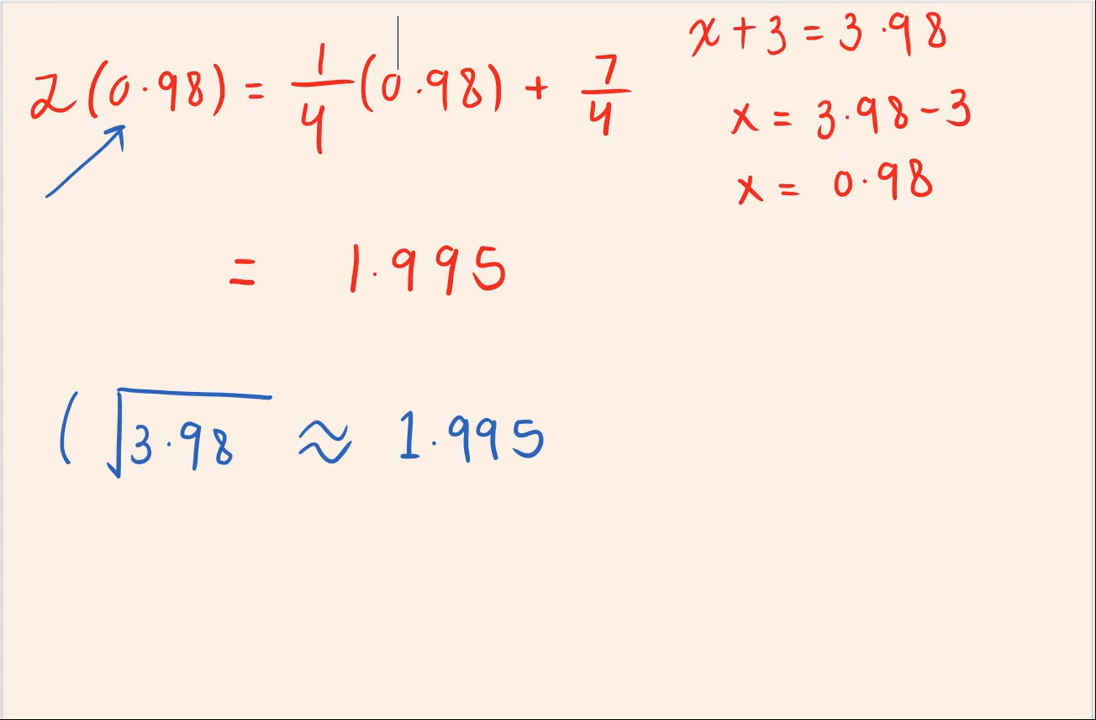 2(0.98) = 1/4 (0.98) + 7/4
x + 3 = 3.98
x = 3.98 - 3
x = 0.98
= 1.995
( √3.98 ≈ 1.995